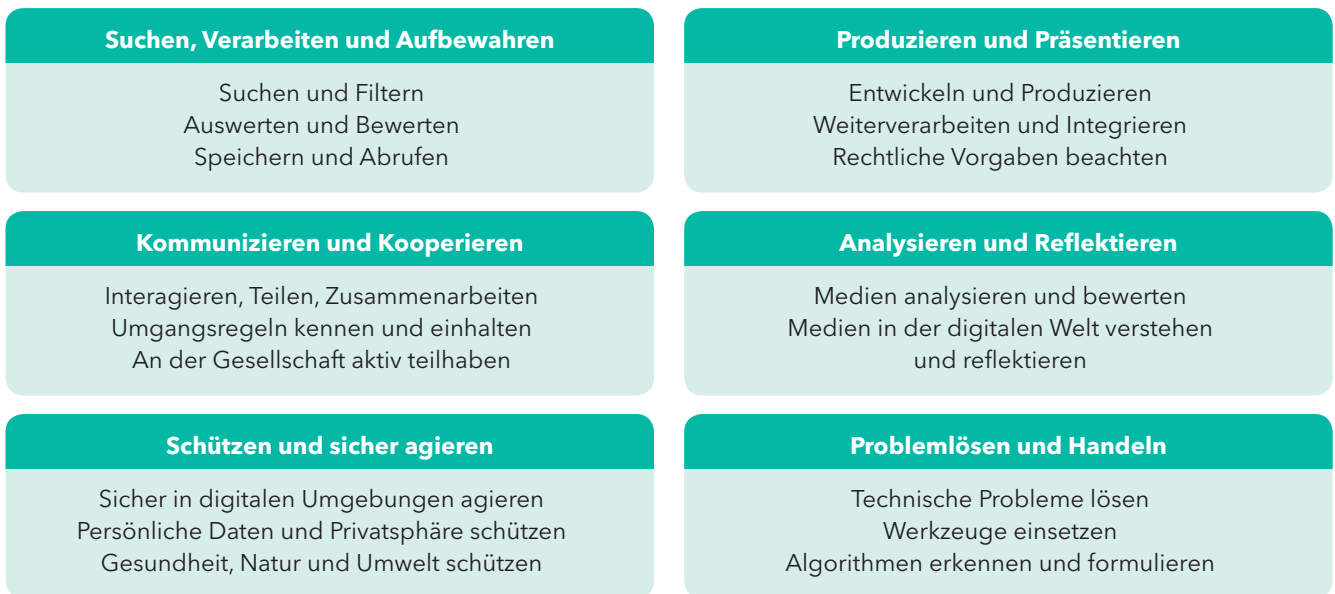 Suchen, Verarbeiten und Aufbewahren
Suchen und Filtern
Auswerten und Bewerten
Speichern und Abrufen
Produzieren und Präsentieren
Entwickeln und Produzieren
Weiterverarbeiten und Integrieren
Rechtliche Vorgaben beachten
Kommunizieren und Kooperieren
Interagieren, Teilen, Zusammenarbeiten
Umgangsregeln kennen und einhalten
An der Gesellschaft aktiv teilhaben
Analysieren und Reflektieren
Medien analysieren und bewerten
Medien in der digitalen Welt verstehen
und reflektieren
Schützen und sicher agieren
Sicher in digitalen Umgebungen agieren
Persönliche Daten und Privatsphäre schützen
Gesundheit, Natur und Umwelt schützen
Problemlösen und Handeln
Technische Probleme lösen
Werkzeuge einsetzen
Algorithmen erkennen und formulieren